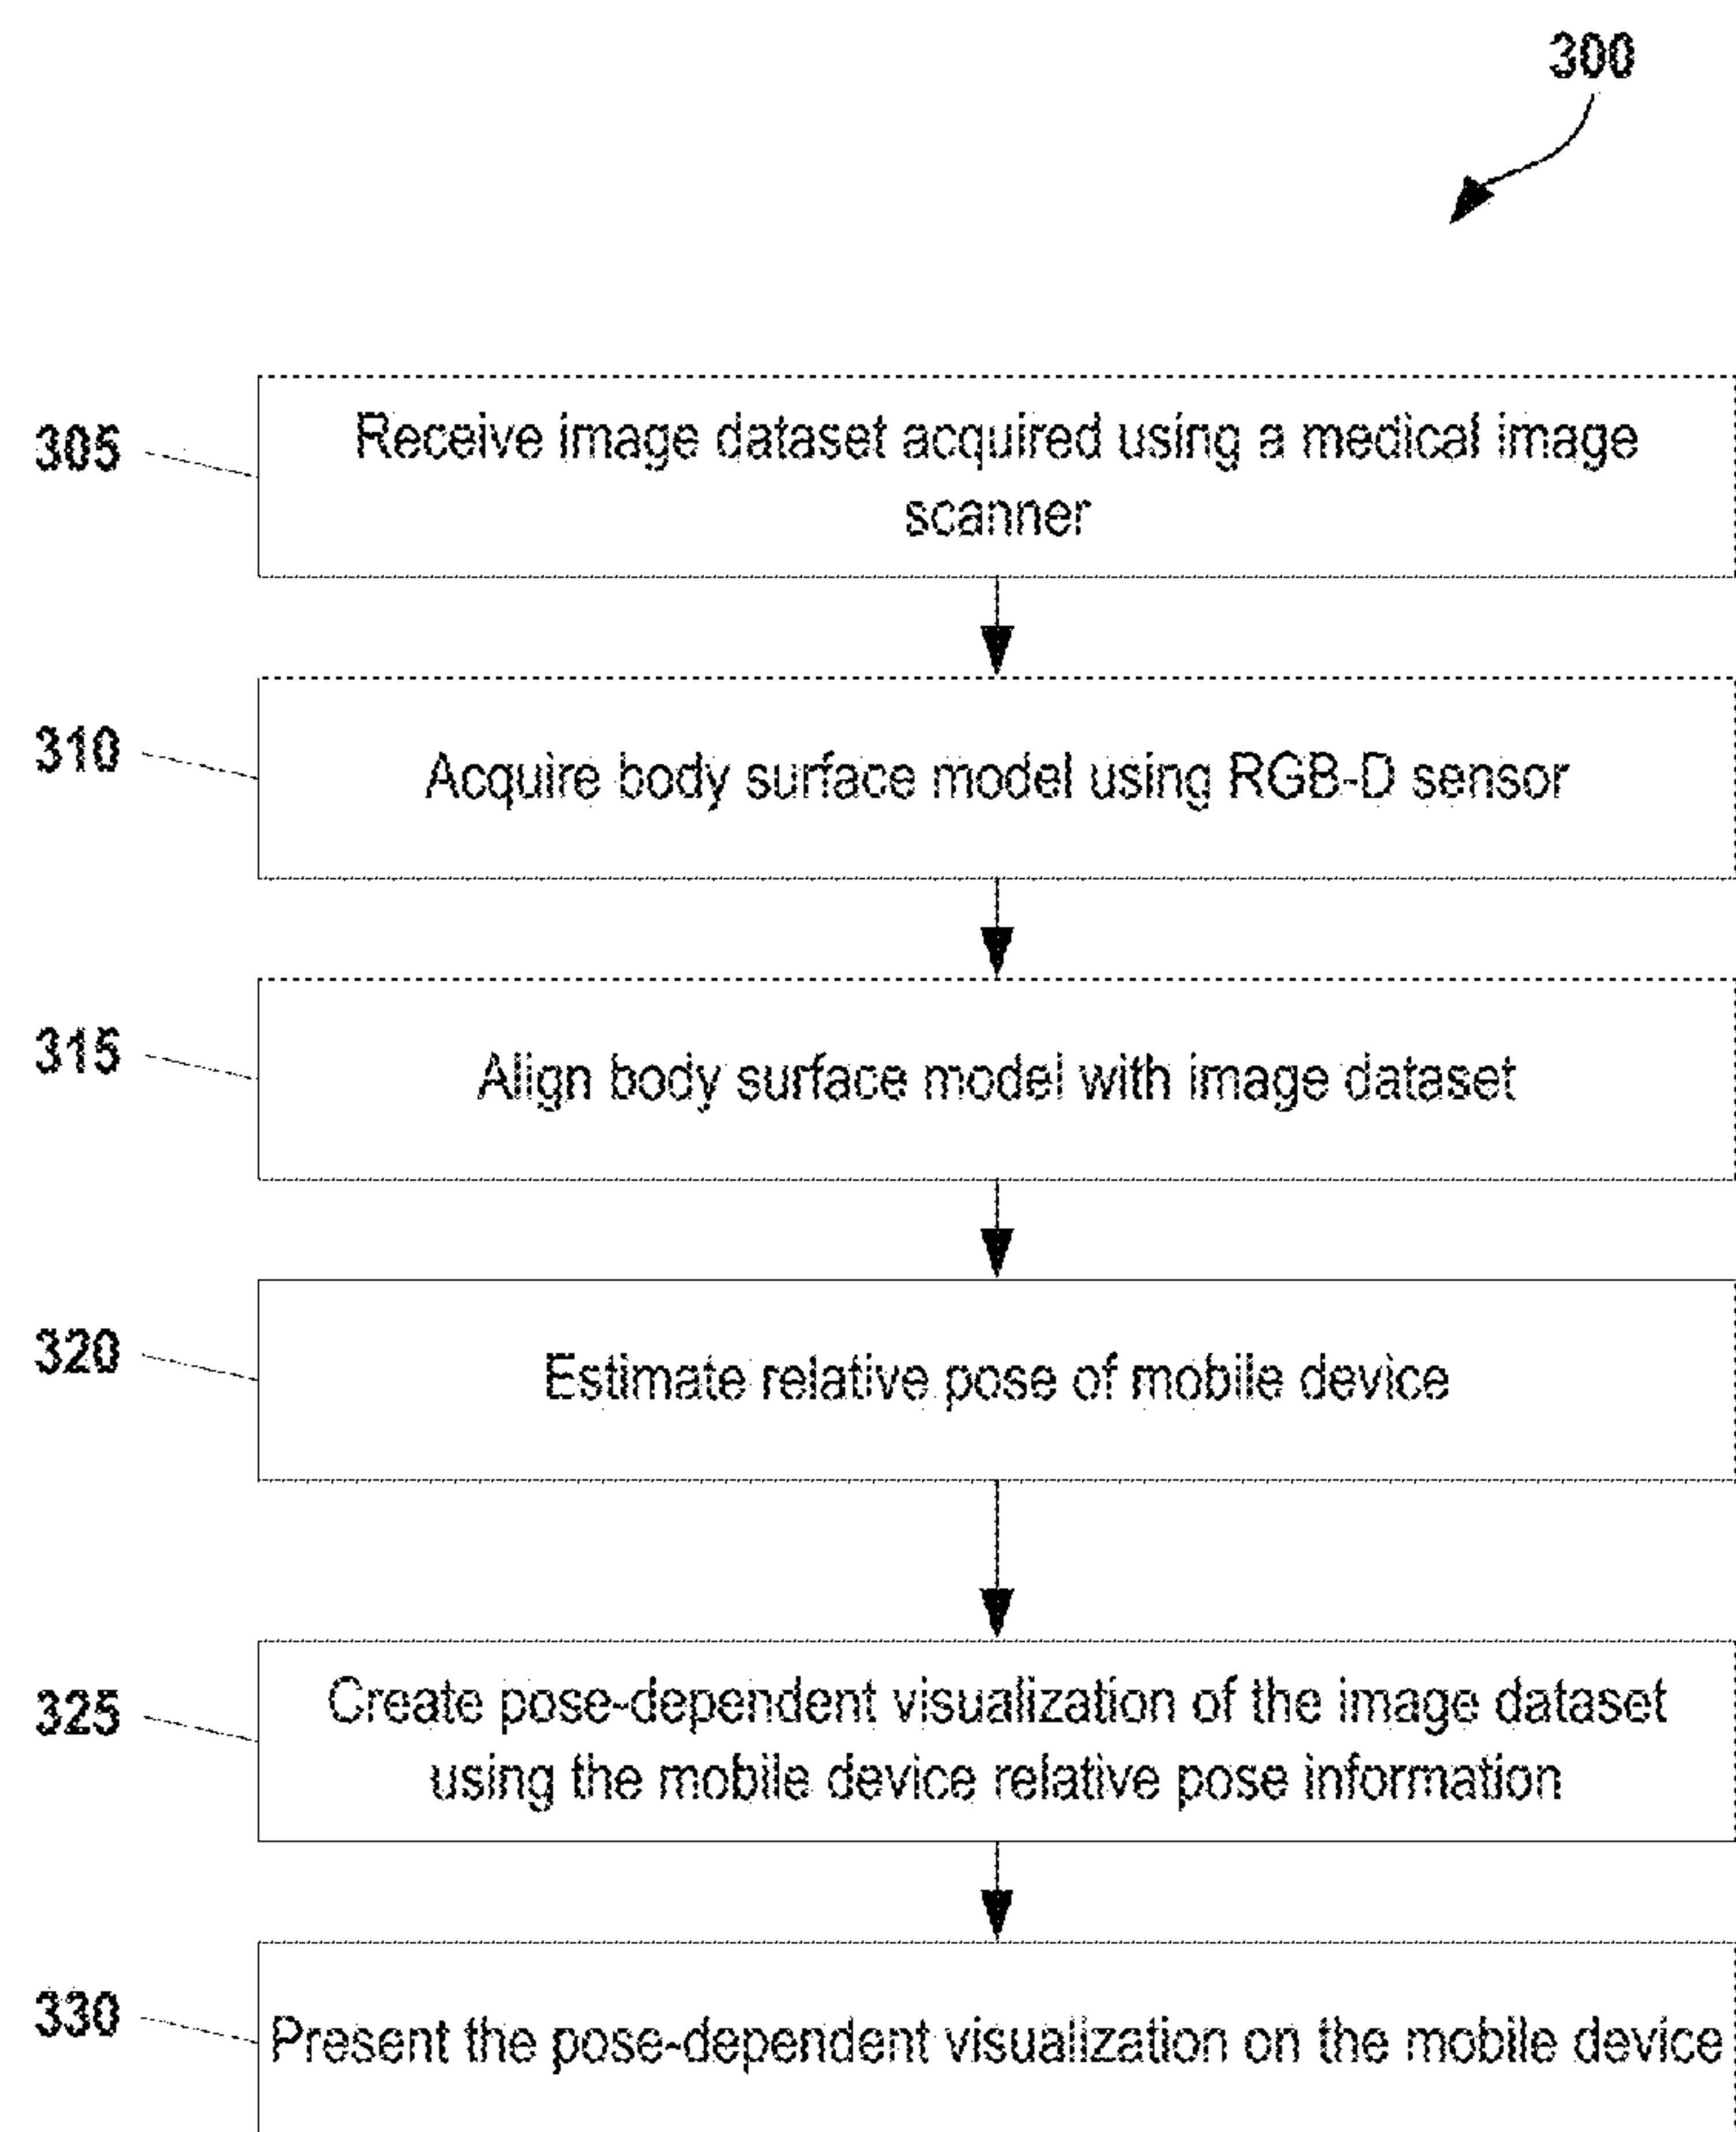 300
305
Receive image dataset acquired using a medical image
scanner
310
Acquire body surface model using RGB-D sensor
315
Align body surface model with image dataset
320
Estimate relative pose of mobile device
325
Create pose-dependent visualization of the image dataset
using the mobile device relative pose information
330
Present the pose-dependent visualization on the mobile device